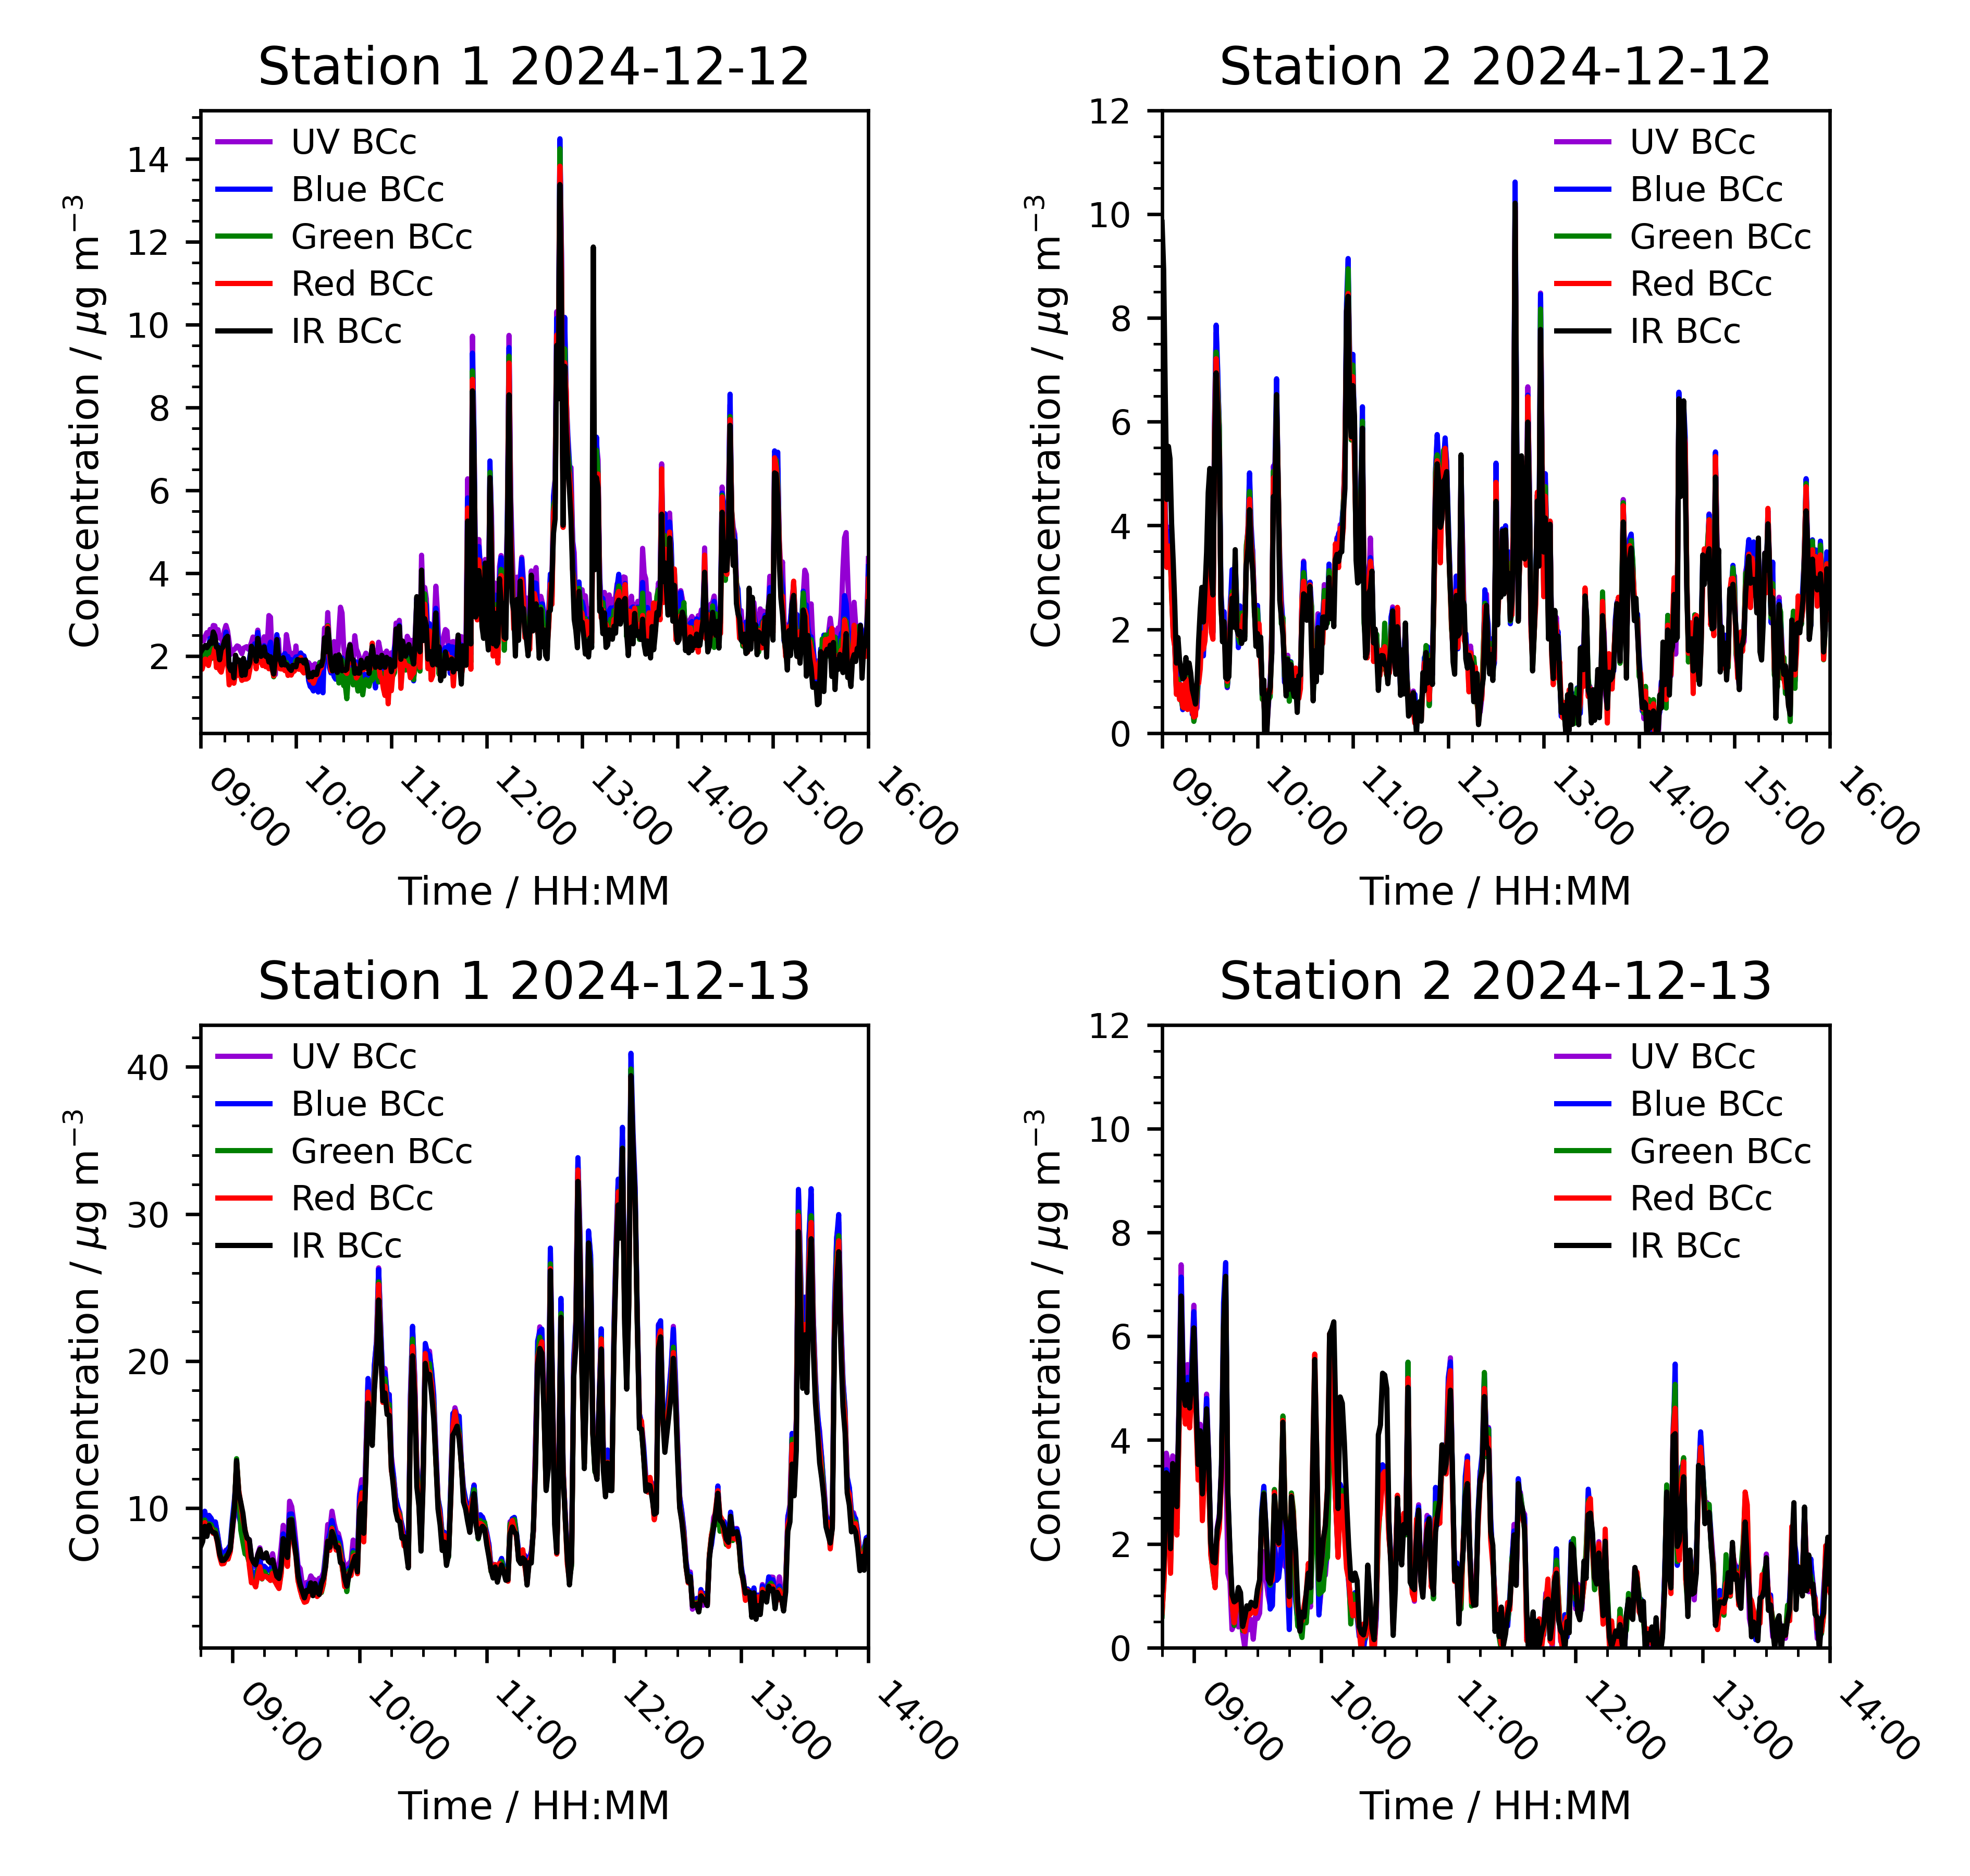 Station 1 2024-12-12
14
12
10
8
6
4
2
Concentration / μg m⁻³
UV BCc
Blue BCc
Green BCc
Red BCc
IR BCc
09:00
10:00
11:00
12:00
13:00
14:00
15:00
16:00
Time / HH:MM
Station 2 2024-12-12
12
10
8
6
4
2
0
Concentration / μg m⁻³
UV BCc
Blue BCc
Green BCc
Red BCc
IR BCc
09:00
10:00
11:00
12:00
13:00
14:00
15:00
16:00
Time / HH:MM
Station 1 2024-12-13
40
30
20
10
Concentration / μg m⁻³
UV BCc
Blue BCc
Green BCc
Red BCc
IR BCc
09:00
10:00
11:00
12:00
13:00
14:00
Time / HH:MM
Station 2 2024-12-13
12
10
8
6
4
2
0
Concentration / μg m⁻³
UV BCc
Blue BCc
Green BCc
Red BCc
IR BCc
09:00
10:00
11:00
12:00
13:00
14:00
Time / HH:MM